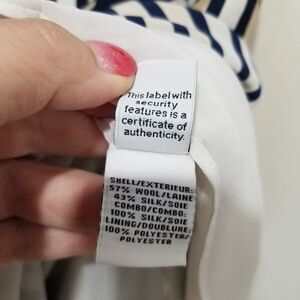 This label with
security
features is a
certificate of
authenticity.
SHELL/EXTERIEUR:
57% WOOL/LAINE
43% SILK/SOIE
COMBO/COMBO:
100% SILK/SOIE
LINING/DOUBLURE:
100% POLYESTER/
POLYESTER